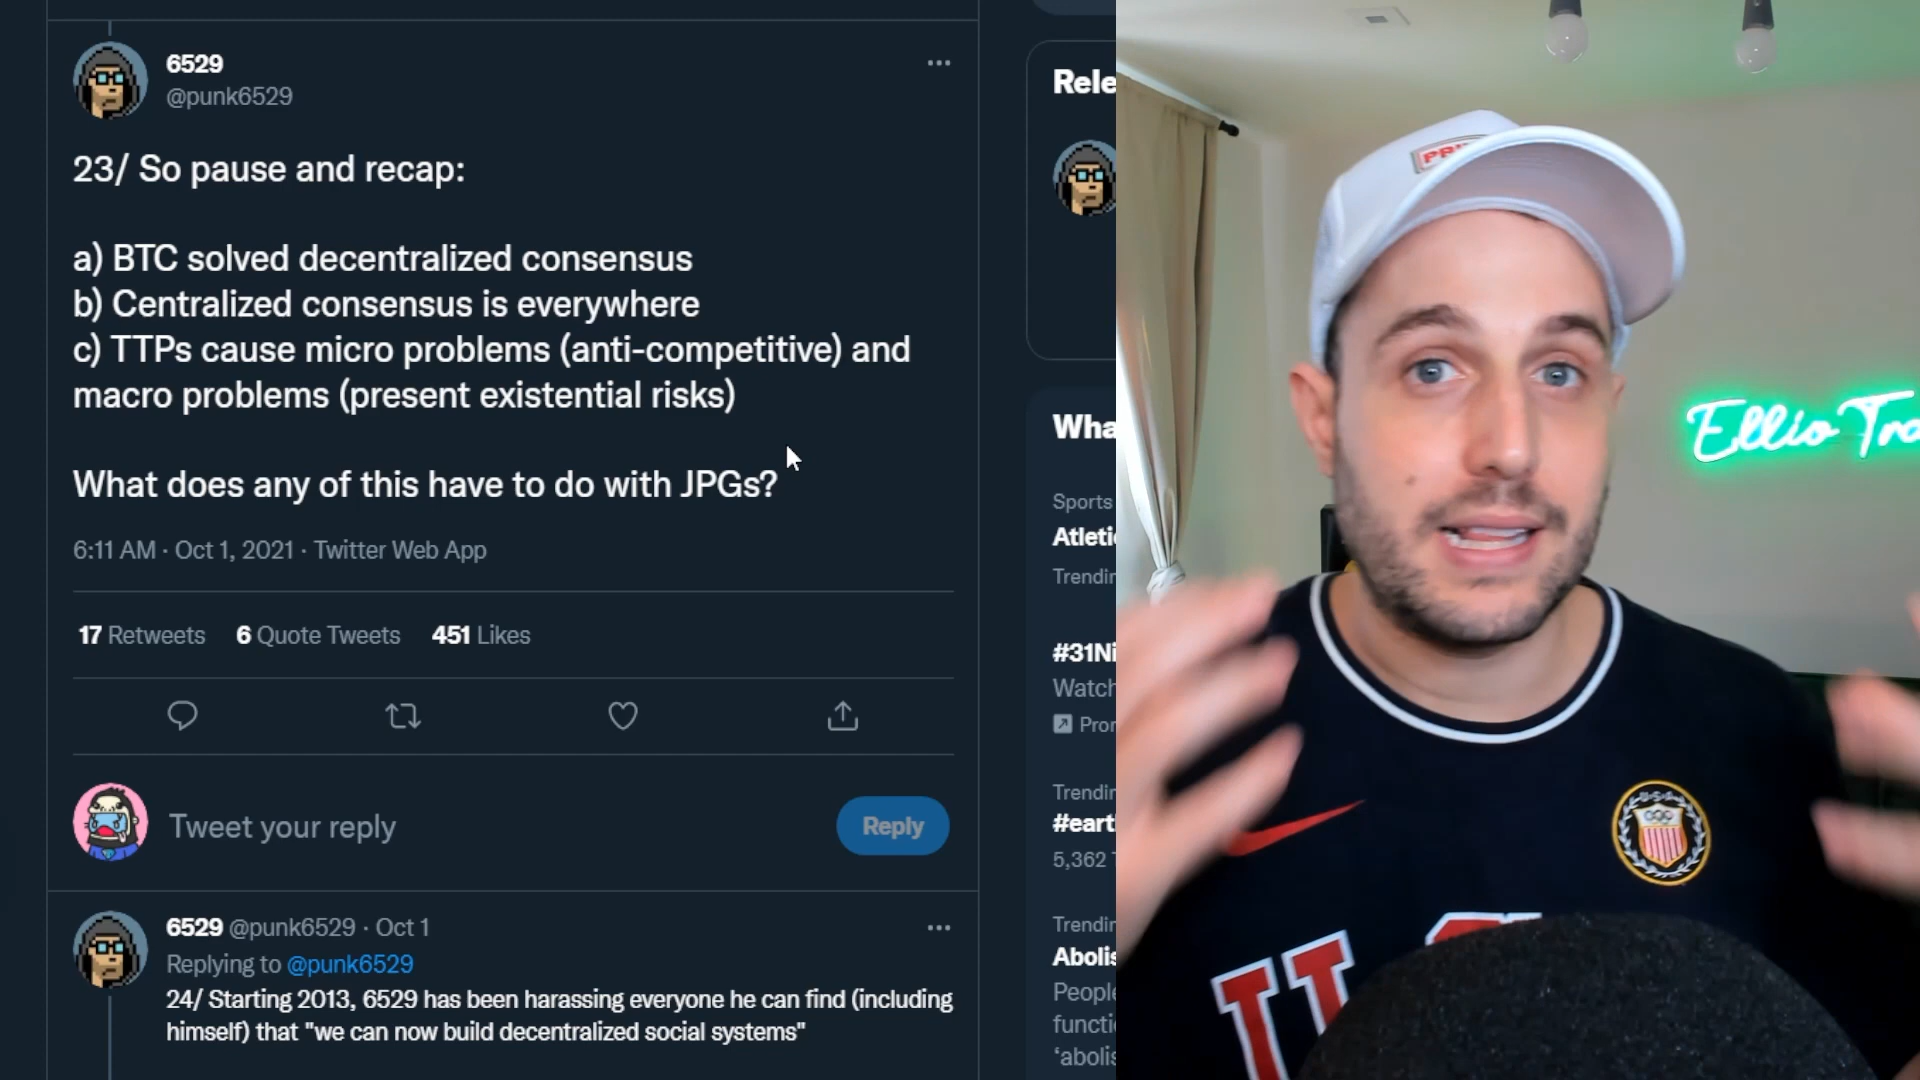 6529
@punk6529
23/ So pause and recap:
a) BTC solved decentralized consensus
b) Centralized consensus is everywhere
c) TTPs cause micro problems (anti-competitive) and
macro problems (present existential risks)
What does any of this have to do with JPGs?
6:11 AM · Oct 1, 2021 · Twitter Web App
17 Retweets 6 Quote Tweets 451 Likes
Tweet your reply
Reply
6529 @punk6529 · Oct 1
Replying to @punk6529
24/ Starting 2013, 6529 has been harassing everyone he can find (including
himself) that "we can now build decentralized social systems"
Rele
Wha
Sports
Atleti
Trendin
#31Ni
Watch
Pror
Trendin
#eart
5,362
Trendin
Abolis
People
functi
‘abolis
PRI
Ellio Tra
U